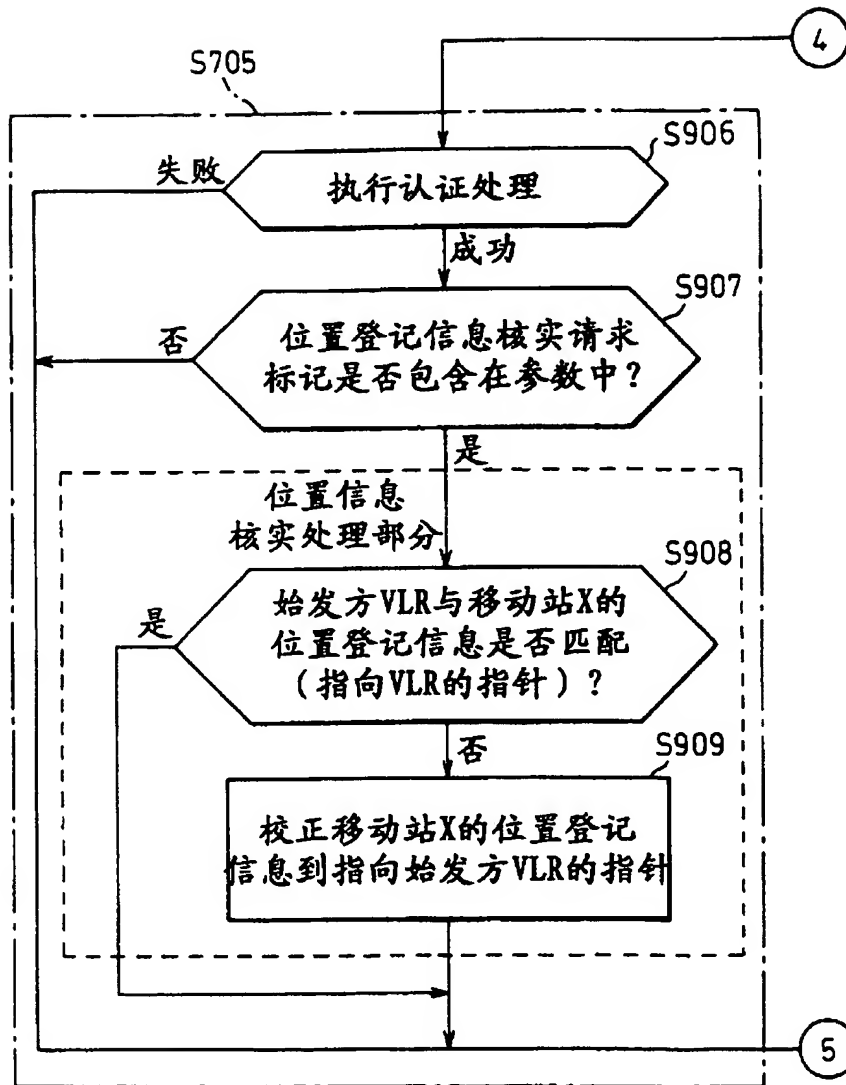 4
S705
S906
失败
执行认证处理
成功
S907
否
位置登记信息核实请求
标记是否包含在参数中?
是
位置信息
核实处理部分
S908
是
始发方VLR与移动站X的
位置登记信息是否匹配
(指向VLR的指针)?
否
S909
校正移动站X的位置登记
信息到指向始发方VLR的指针
5